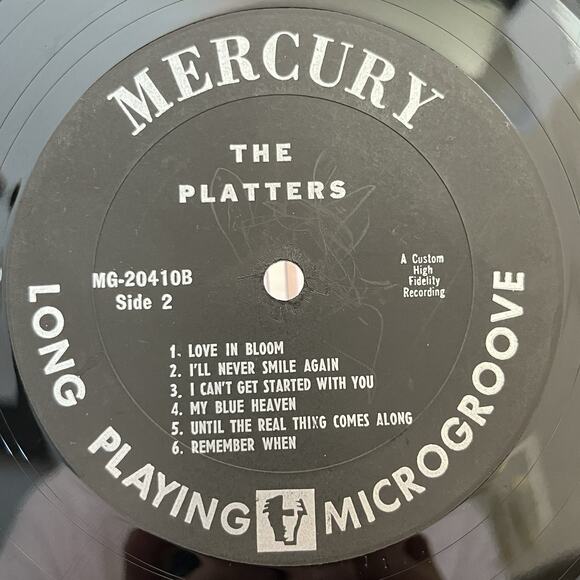 MERCURY
THE
PLATTERS
MG-20410B
Side 2
A Custom
High
Fidelity
Recording
1. LOVE IN BLOOM
2. I'LL NEVER SMILE AGAIN
3. I CAN'T GET STARTED WITH YOU
4. MY BLUE HEAVEN
5. UNTIL THE REAL THING COMES ALONG
6. REMEMBER WHEN
LONG PLAYING MICROGROOVE